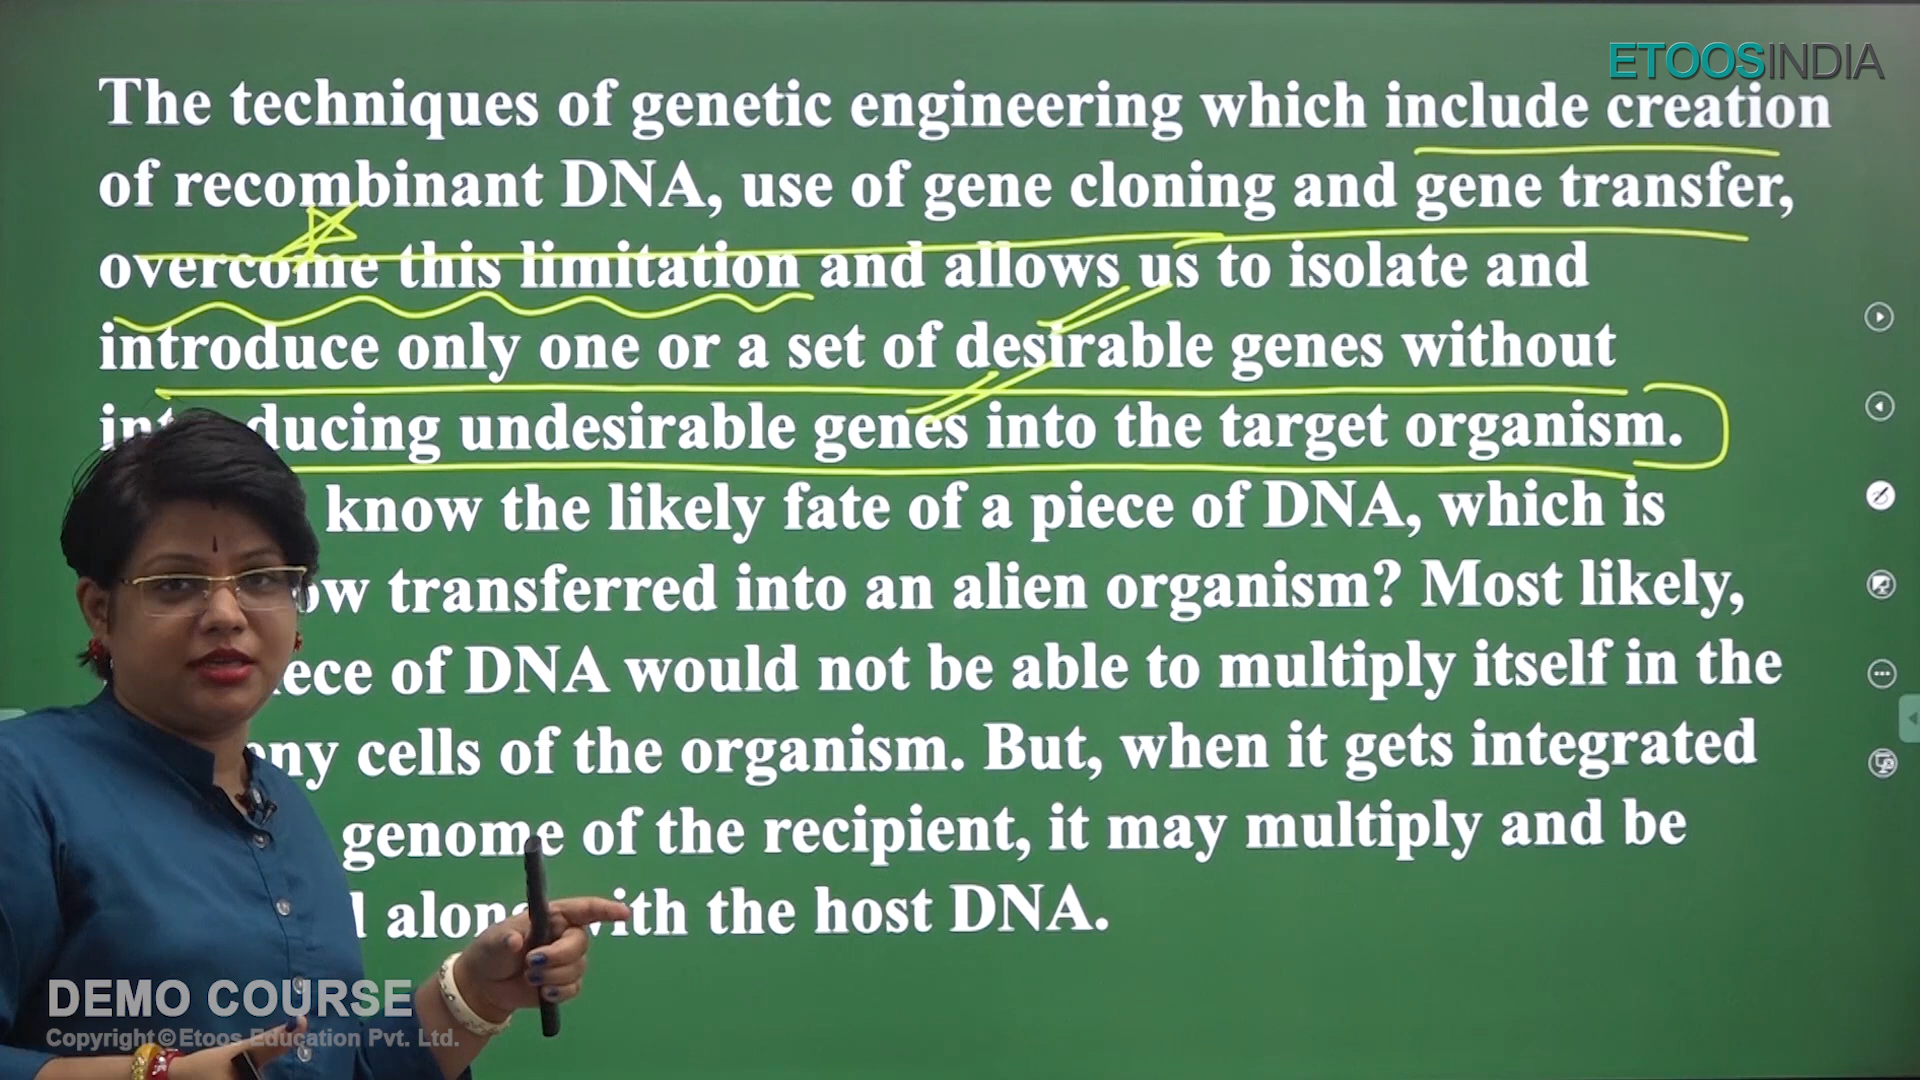 ETOOSINDIA
The techniques of genetic engineering which include creation
of recombinant DNA, use of gene cloning and gene transfer,
overcome this limitation and allows us to isolate and
introduce only one or a set of desirable genes without
undesirable genes into the target organism.
know the likely fate of a piece of DNA, which is
transferred into an alien organism? Most likely,
of DNA would not be able to multiply itself in the
cells of the organism. But, when it gets integrated
genome of the recipient, it may multiply and be
along with the host DNA.
DEMO COURSE
Copyright © Etoos Education Pvt. Ltd.